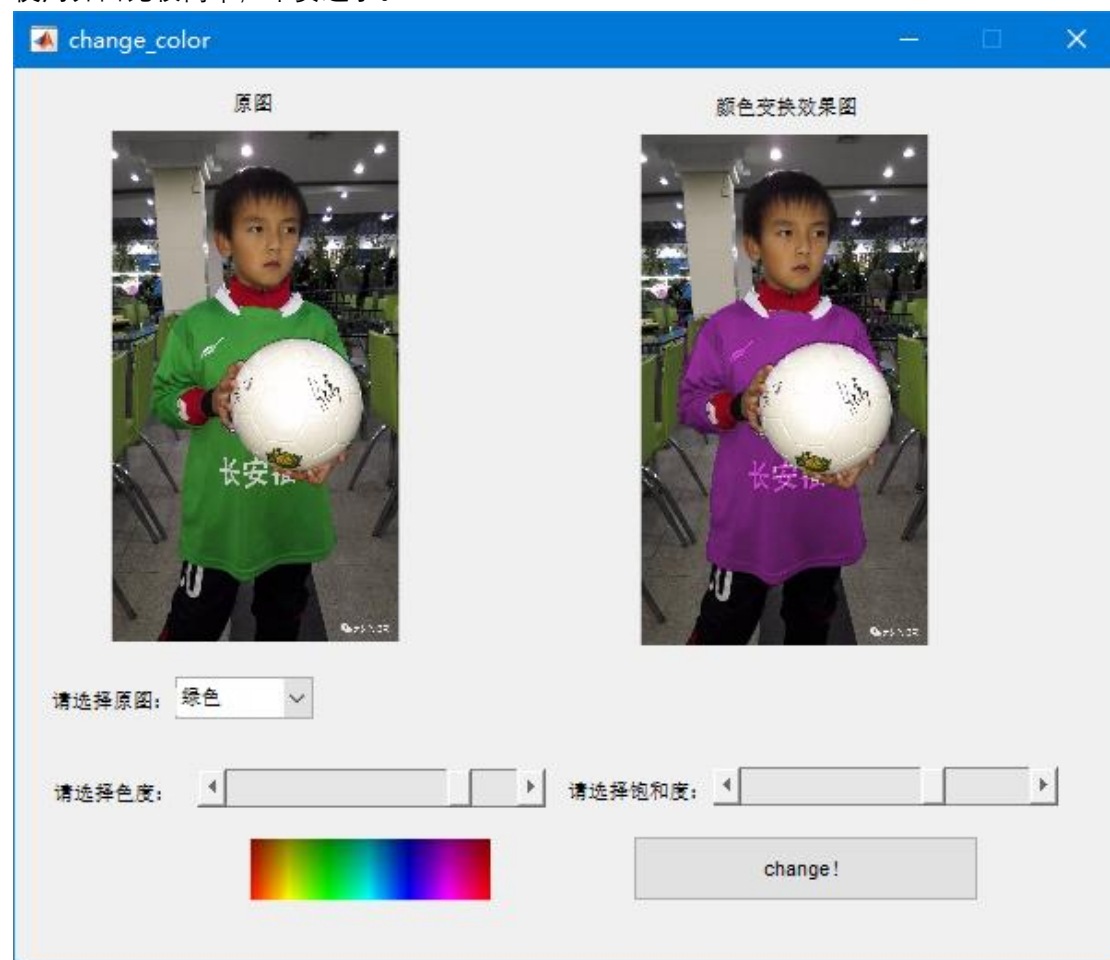 change_color
原图
颜色变换效果图
长安
长安
请选择原图:
绿色
请选择色度:
请选择饱和度:
change!